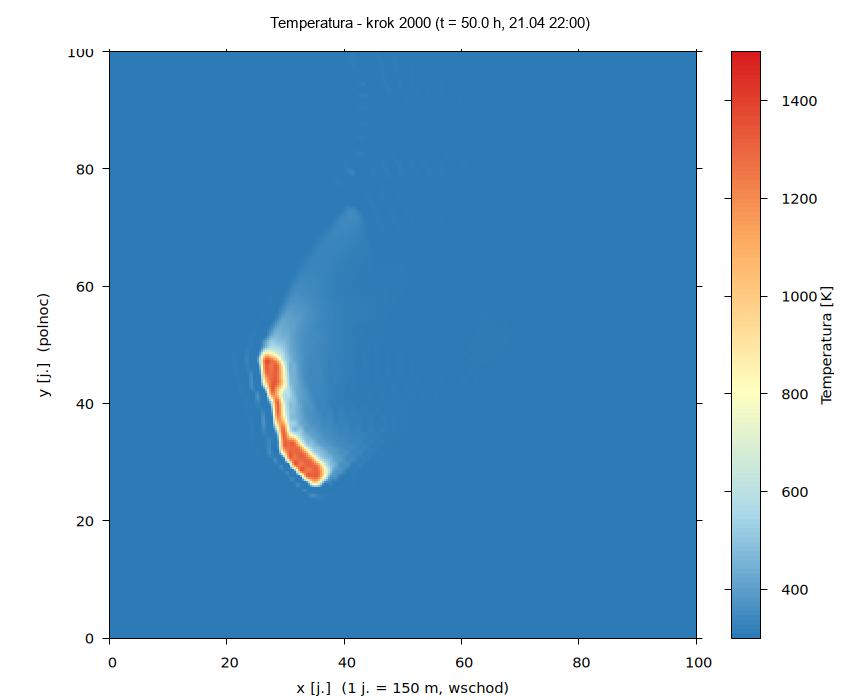 Temperatura - krok 2000 (t = 50.0 h, 21.04 22:00)
100
80
60
40
20
0
y [j.] (polnoc)
0 20 40 60 80 100
x [j.] (1 j. = 150 m, wschod)
1400
1200
1000
800
600
400
Temperatura [K]